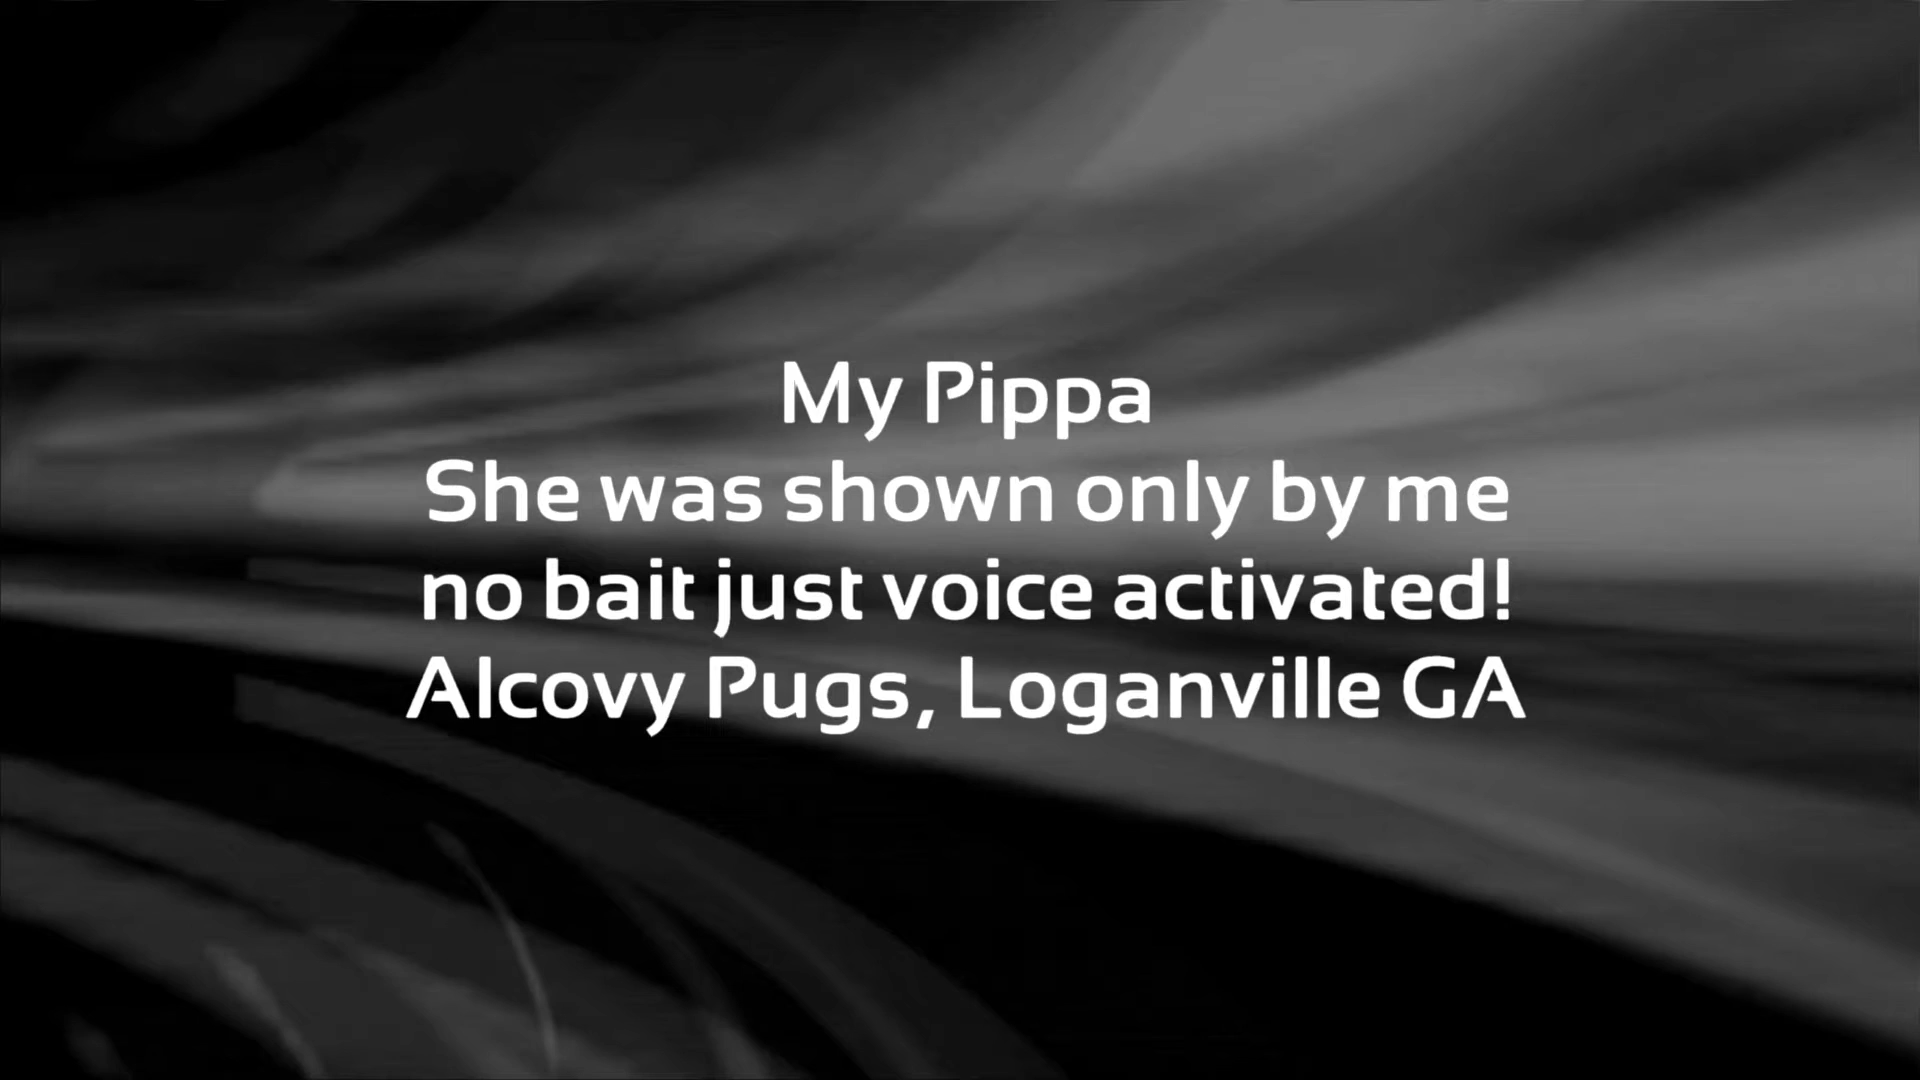 My Pippa
She was shown only by me
no bait just voice activated!
Alcovy Pugs, Loganville GA